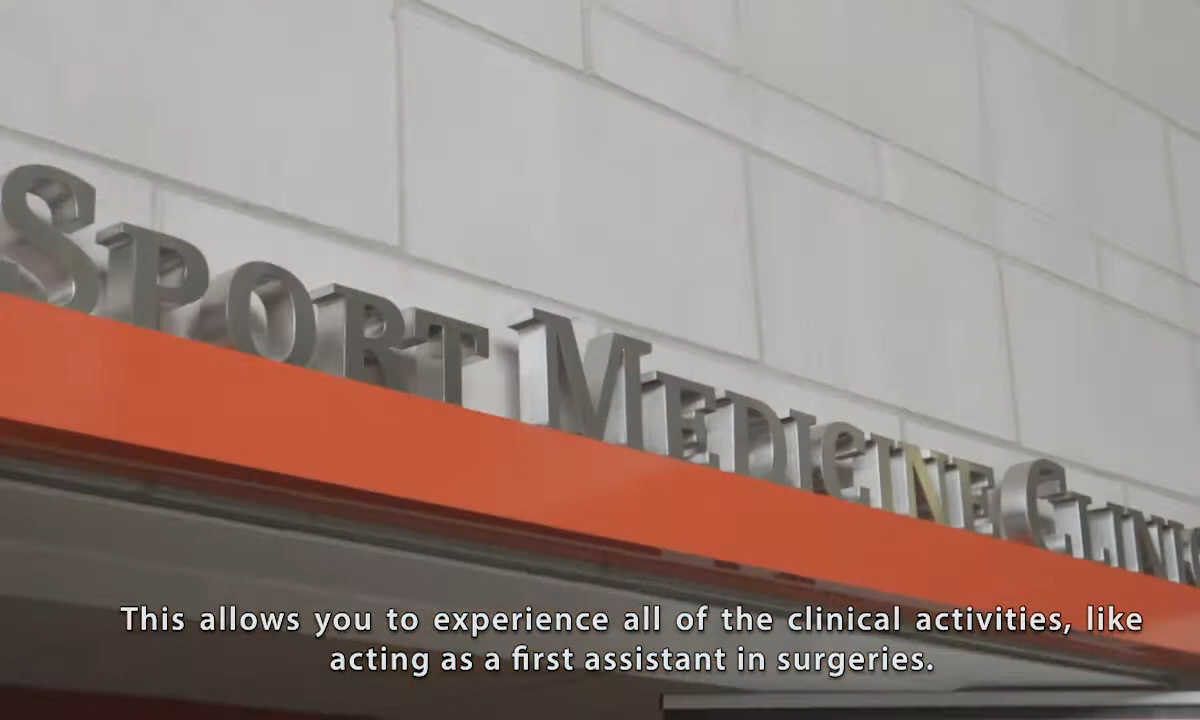 SPORT MEDICINE CLINIC
This allows you to experience all of the clinical activities, like
acting as a first assistant in surgeries.